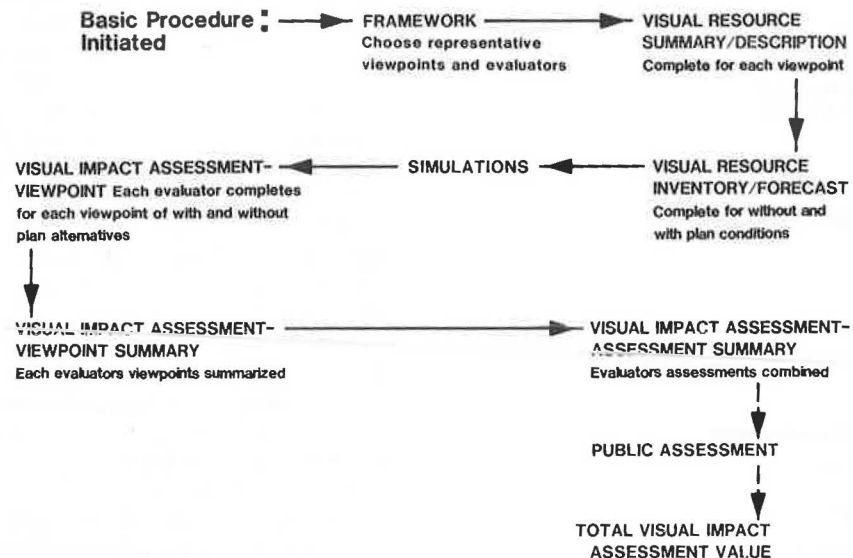 Basic Procedure :
Initiated
FRAMEWORK
Choose representative
viewpoints and evaluators
VISUAL RESOURCE
SUMMARY/DESCRIPTION
Complete for each viewpoint
VISUAL RESOURCE
INVENTORY/FORECAST
Complete for without and
with plan conditions
SIMULATIONS
VISUAL IMPACT ASSESSMENT-
VIEWPOINT Each evaluator completes
for each viewpoint of with and without
plan alternatives
VISUAL IMPACT ASSESSMENT-
VIEWPOINT SUMMARY
Each evaluators viewpoints summarized
VISUAL IMPACT ASSESSMENT-
ASSESSMENT SUMMARY
Evaluators assessments combined
PUBLIC ASSESSMENT
TOTAL VISUAL IMPACT
ASSESSMENT VALUE